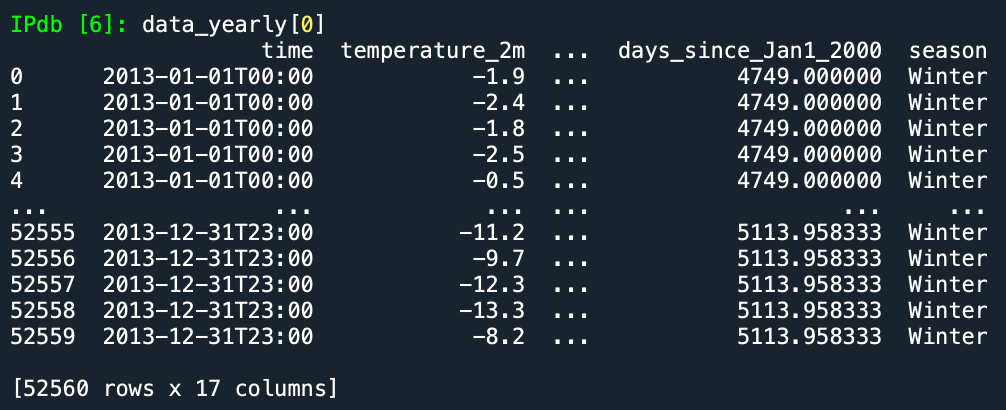 IPdb [6]: data_yearly[0]
time temperature_2m ... days_since_Jan1_2000 season
0 2013-01-01T00:00 -1.9 ... 4749.000000 Winter
1 2013-01-01T00:00 -2.4 ... 4749.000000 Winter
2 2013-01-01T00:00 -1.8 ... 4749.000000 Winter
3 2013-01-01T00:00 -2.5 ... 4749.000000 Winter
4 2013-01-01T00:00 -0.5 ... 4749.000000 Winter
... ... ... ... ... ...
52555 2013-12-31T23:00 -11.2 ... 5113.958333 Winter
52556 2013-12-31T23:00 -9.7 ... 5113.958333 Winter
52557 2013-12-31T23:00 -12.3 ... 5113.958333 Winter
52558 2013-12-31T23:00 -13.3 ... 5113.958333 Winter
52559 2013-12-31T23:00 -8.2 ... 5113.958333 Winter
[52560 rows x 17 columns]